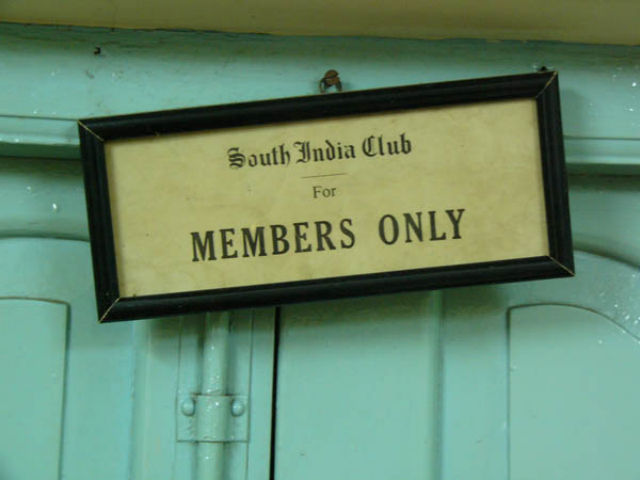 South India Club
For
MEMBERS ONLY